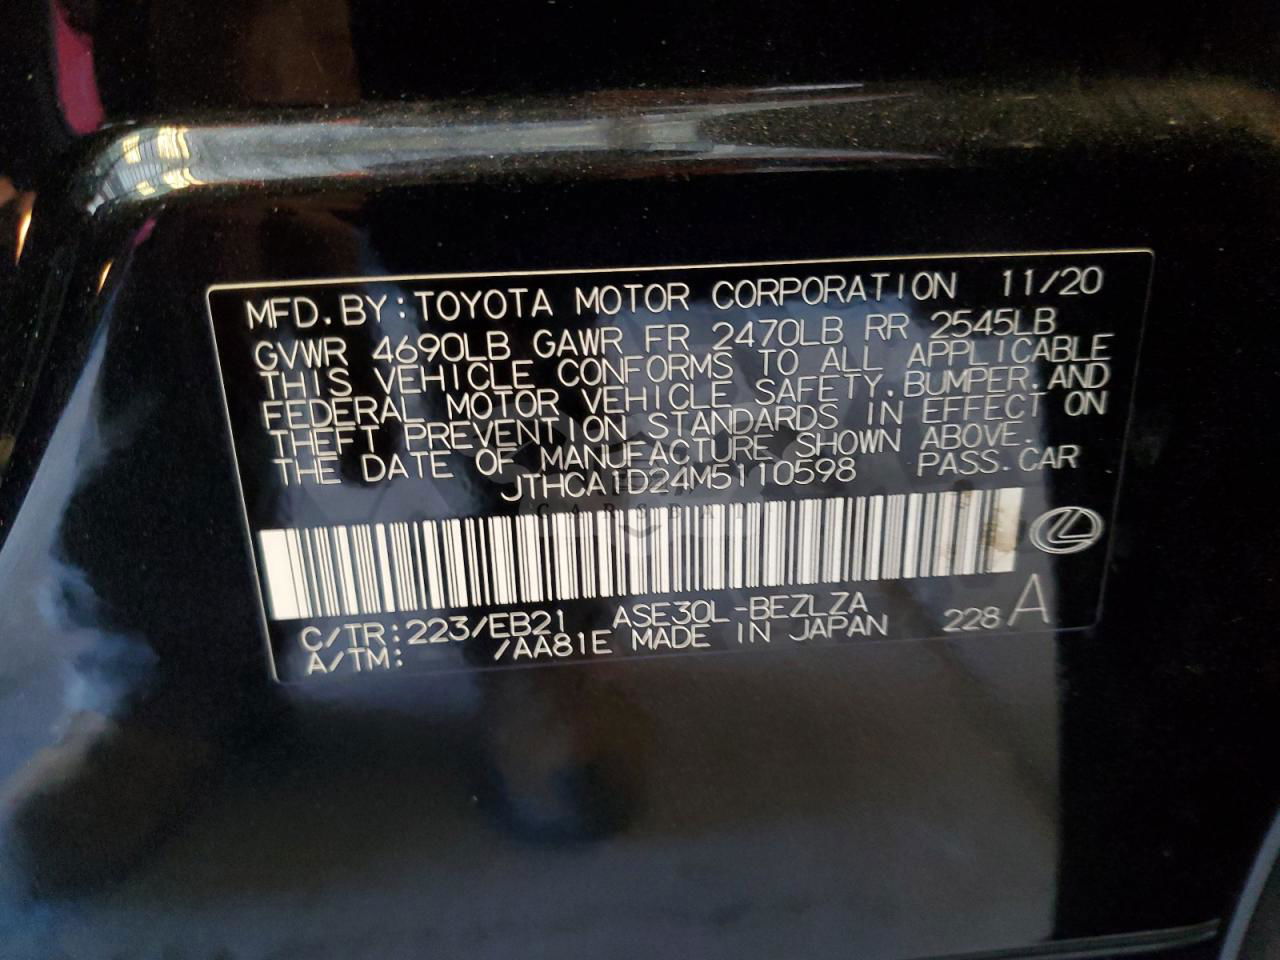 MFD. BY: TOYOTA MOTOR CORPORATION 11/20
GVWR 4690LB GAWR FR 2470LB RR 2545LB
THIS VEHICLE CONFORMS TO ALL APPLICABLE
FEDERAL MOTOR VEHICLE SAFETY, BUMPER, AND
THEFT PREVENTION STANDARDS IN EFFECT ON
THE DATE OF MANUFACTURE SHOWN ABOVE.
JTHCA1D24M5110598 PASS. CAR
C/TR: 223/EB21 ASE30L-BEZLZA 228 A
A/TM: /AA81E MADE IN JAPAN